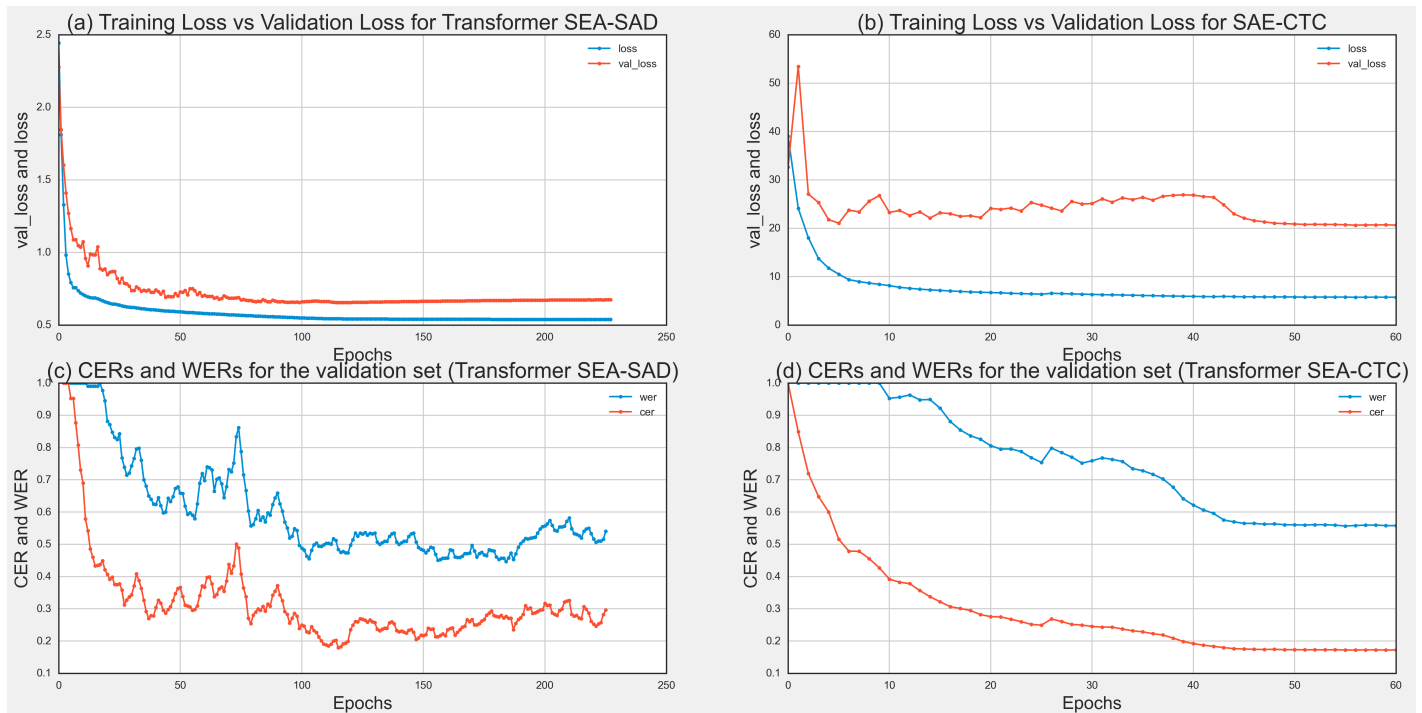 (a) Training Loss vs Validation Loss for Transformer SEA-SAD
2.5
2.0
1.5
1.0
0.5
val_loss and loss
loss
val_loss
0 50 100 150 200 250
Epochs
(b) Training Loss vs Validation Loss for SAE-CTC
60
50
40
30
20
10
0
val_loss and loss
loss
val_loss
0 10 20 30 40 50 60
Epochs
(c) CERs and WERs for the validation set (Transformer SEA-SAD)
1.0
0.9
0.8
0.7
0.6
0.5
0.4
0.3
0.2
0.1
CER and WER
wer
cer
0 50 100 150 200 250
Epochs
(d) CERs and WERs for the validation set (Transformer SEA-CTC)
1.0
0.9
0.8
0.7
0.6
0.5
0.4
0.3
0.2
0.1
CER and WER
wer
cer
0 10 20 30 40 50 60
Epochs